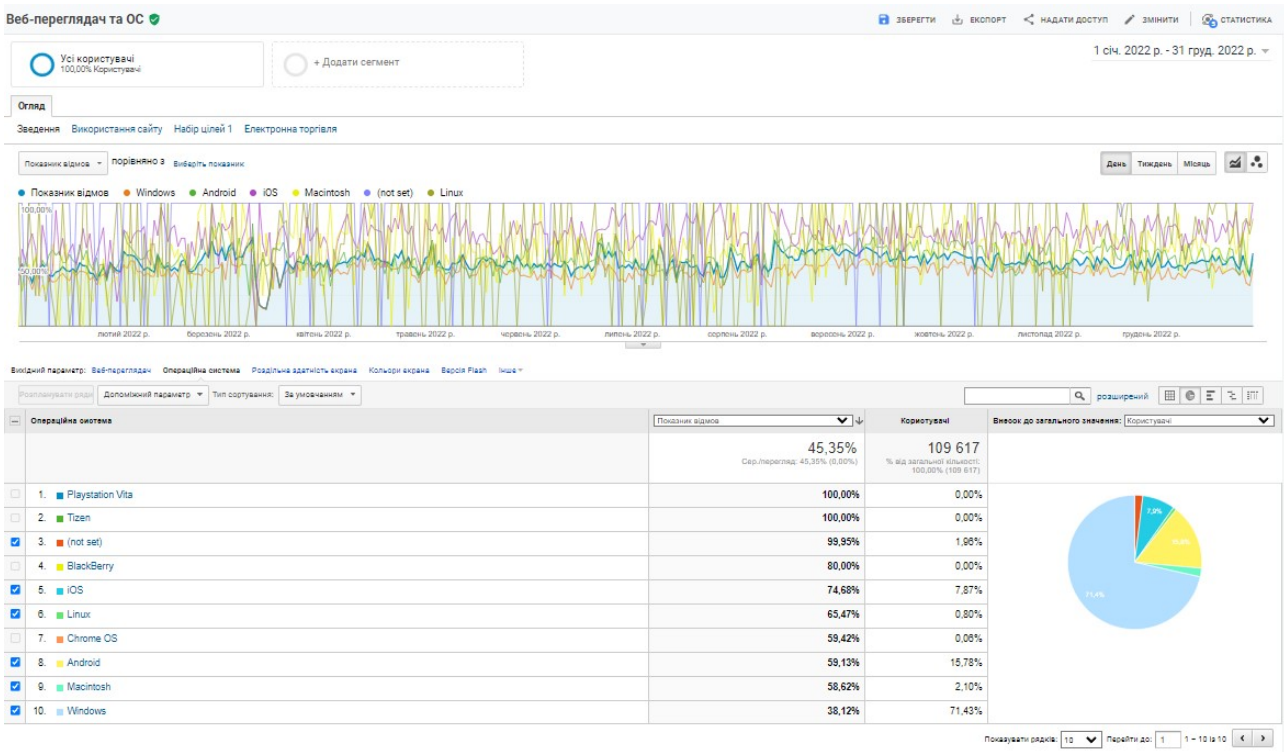 Веб-переглядач та ОС
ЗБЕРЕГТИ ЕКСПОРТ НАДАТИ ДОСТУП ЗМІНИТИ СТАТИСТИКА
Усі користувачі
100,00% Користувачі
+ Додати сегмент
1 січ. 2022 р. - 31 груд. 2022 р.
Огляд
Зведення Використання сайту Набір цілей 1 Електронна торгівля
Показник відмов порівняно з Виберіть показник
День Тиждень Місяць
Показник відмов Windows Android iOS Macintosh (not set) Linux
100,00%
50,00%
лютий 2022 р. березень 2022 р. квітень 2022 р. травень 2022 р. червень 2022 р. липень 2022 р. серпень 2022 р. вересень 2022 р. жовтень 2022 р. листопад 2022 р. грудень 2022 р.
Вихідний параметр: Веб-переглядач Операційна система Роздільна здатність екрана Кольори екрана Версія Flash Інше
Розпланувати ряди Допоміжний параметр Тип сортування: За умовчанням
розширений
Операційна система Показник відмов Користувачі Внесок до загального значення: Користувачі
45,35% 109 617
Сер./перегляд: 45,35% (0,00%) % від загальної кількості: 100,00% (109 617)
1. Playstation Vita 100,00% 0,00%
2. Tizen 100,00% 0,00%
3. (not set) 99,95% 1,96%
4. BlackBerry 80,00% 0,00%
5. iOS 74,68% 7,87%
6. Linux 65,47% 0,80%
7. Chrome OS 59,42% 0,06%
8. Android 59,13% 15,78%
9. Macintosh 58,62% 2,10%
10. Windows 38,12% 71,43%
7,9%
71,4%
Показувати рядків: 10 Перейти до: 1 1 – 10 із 10